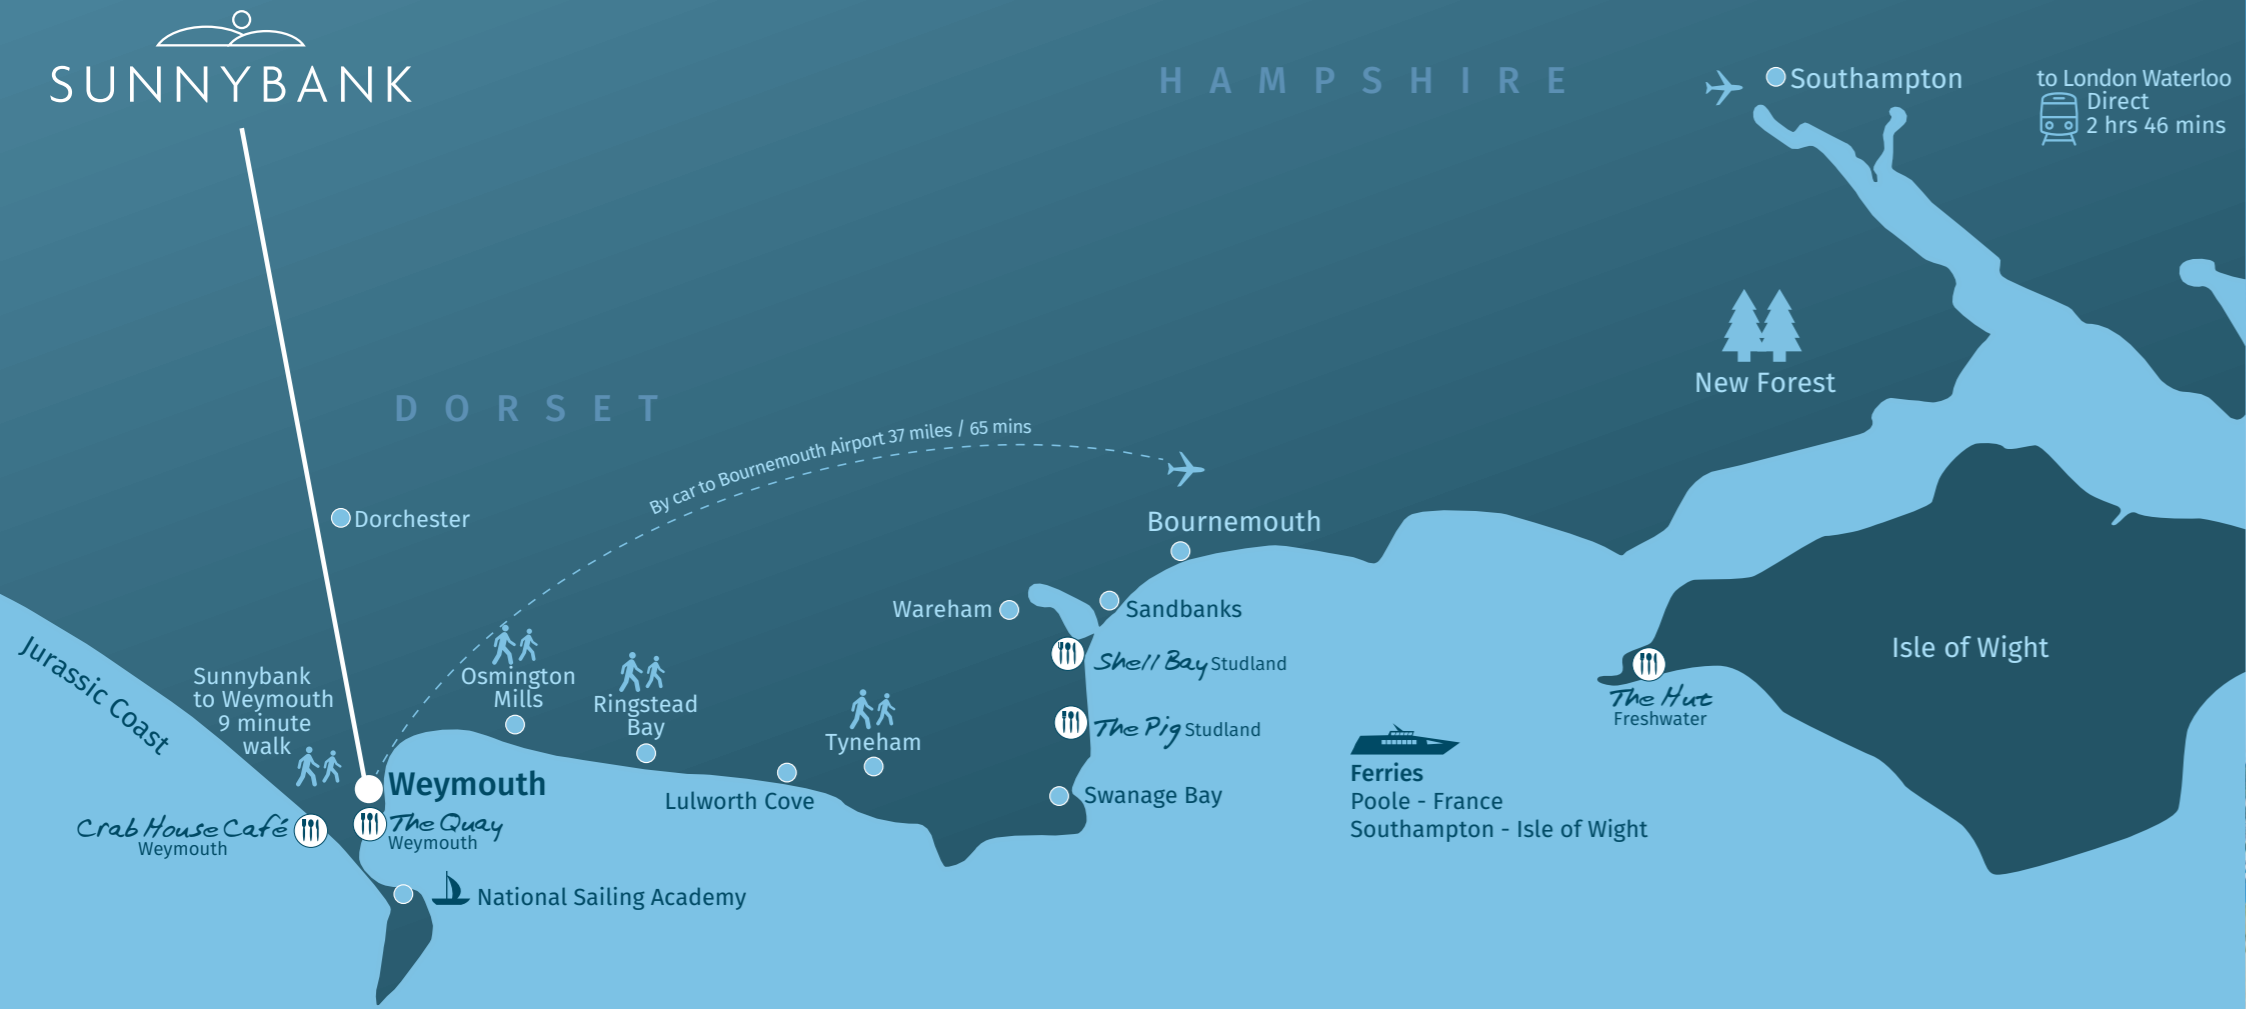 SUNNYBANK
HAMPSHIRE
Southampton
to London Waterloo
Direct
2 hrs 46 mins
New Forest
DORSET
By car to Bournemouth Airport 37 miles / 65 mins
Dorchester
Bournemouth
Wareham
Sandbanks
Jurassic Coast
Sunnybank
to Weymouth
9 minute
walk
Osmington
Mills
Ringstead
Bay
Tyneham
Shell Bay Studland
The Pig Studland
Isle of Wight
The Hut
Freshwater
Weymouth
Lulworth Cove
Swanage Bay
Ferries
Poole - France
Southampton - Isle of Wight
Crab House Café
Weymouth
The Quay
Weymouth
National Sailing Academy